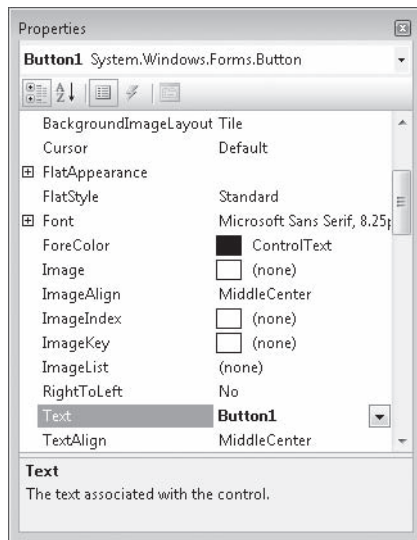 Properties
Button1 System.Windows.Forms.Button
BackgroundImageLayout Tile
Cursor Default
FlatAppearance
FlatStyle Standard
Font Microsoft Sans Serif, 8.25p
ForeColor ControlText
Image (none)
ImageAlign MiddleCenter
ImageIndex (none)
ImageKey (none)
ImageList (none)
RightToLeft No
Text Button1
TextAlign MiddleCenter
Text
The text associated with the control.